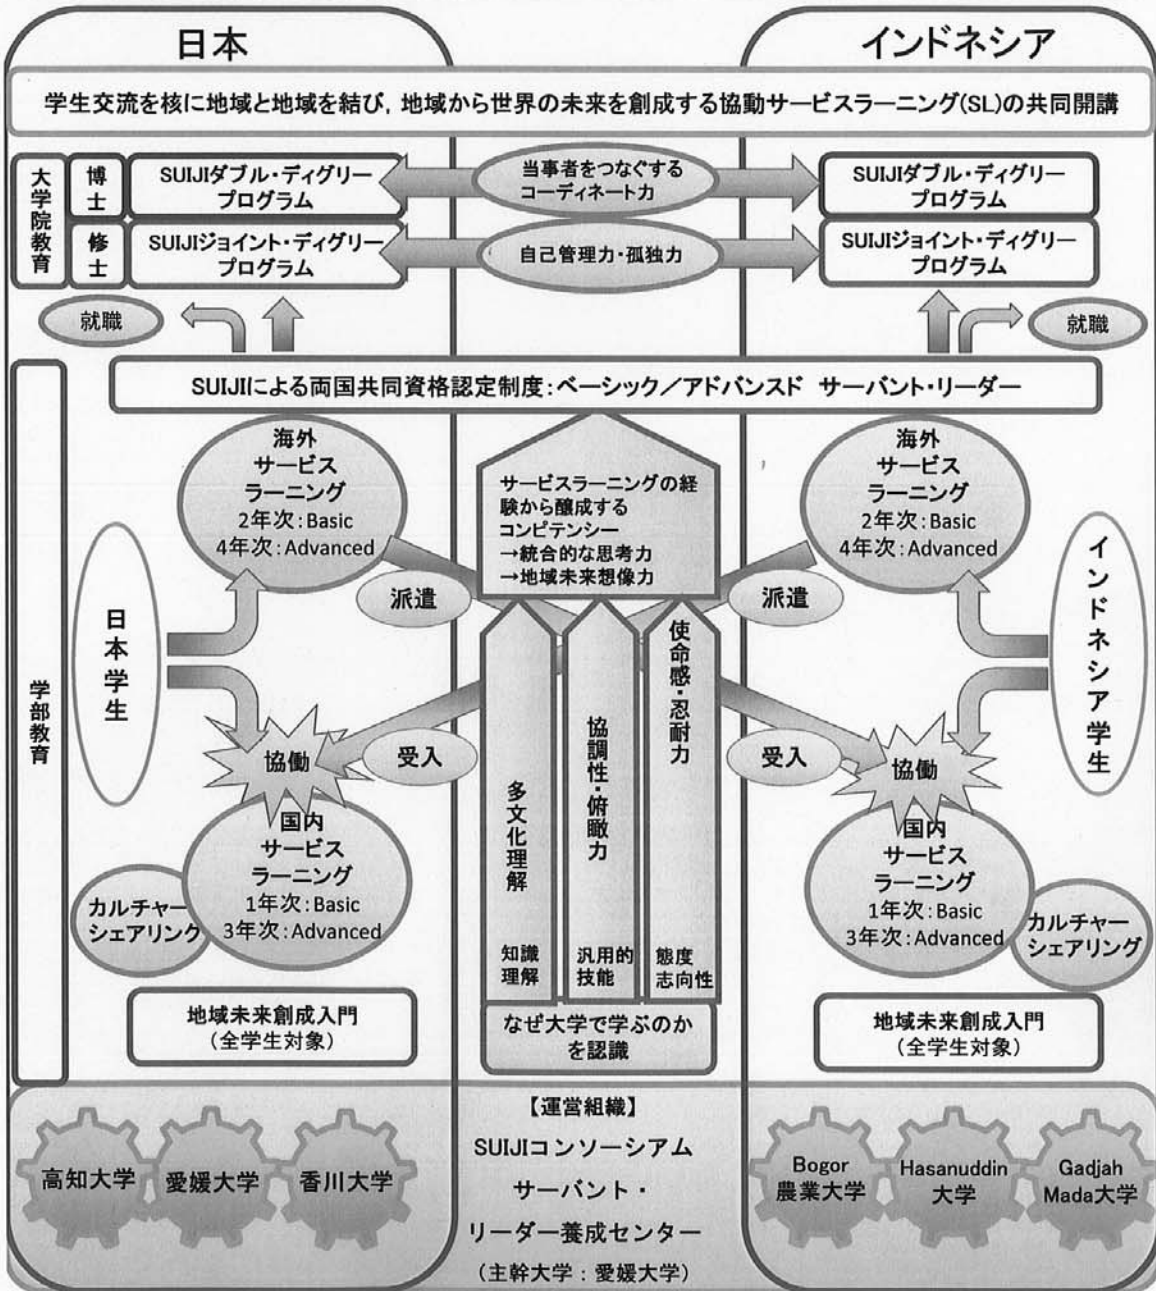 日本
インドネシア
学生交流を核に地域と地域を結び，地域から世界の未来を創成する協動サービスラーニング(SL)の共同開講
大学院教育
博士
SUIJIダブル・ディグリー
プログラム
当事者をつなぐする
コーディネート力
SUIJIダブル・ディグリー
プログラム
修士
SUIJIジョイント・ディグリー
プログラム
自己管理力・孤独力
SUIJIジョイント・ディグリー
プログラム
就職
就職
SUIJIによる両国共同資格認定制度：ベーシック／アドバンスド サーバント・リーダー
学部教育
日本学生
海外
サービス
ラーニング
2年次：Basic
4年次：Advanced
派遣
協働
受入
国内
サービス
ラーニング
1年次：Basic
3年次：Advanced
カルチャー
シェアリング
地域未来創成入門
（全学生対象）
サービスラーニングの経
験から醸成する
コンピテンシー
→統合的な思考力
→地域未来想像力
多文化理解
知識
理解
協調性・俯瞰力
汎用的
技能
使命感・忍耐力
態度
志向性
なぜ大学で学ぶのか
を認識
海外
サービス
ラーニング
2年次：Basic
4年次：Advanced
派遣
インドネシア学生
協働
受入
国内
サービス
ラーニング
1年次：Basic
3年次：Advanced
カルチャー
シェアリング
地域未来創成入門
（全学生対象）
高知大学
愛媛大学
香川大学
【運営組織】
SUIJIコンソーシアム
サーバント・
リーダー養成センター
（主幹大学：愛媛大学）
Bogor
農業大学
Hasanuddin
大学
Gadjah
Mada大学